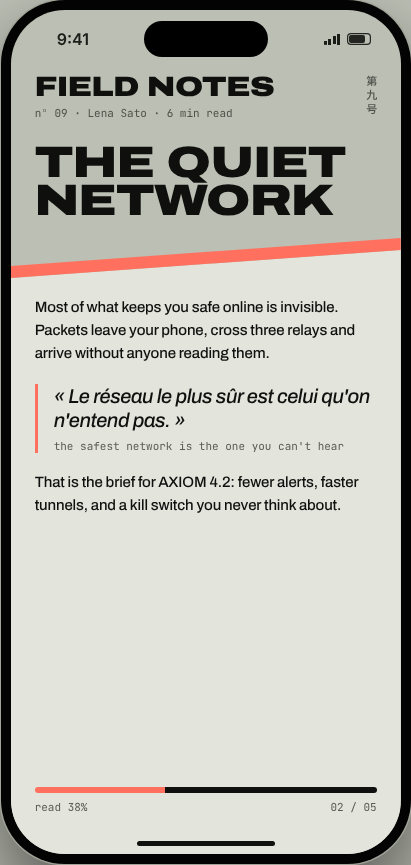 9:41
FIELD NOTES
n° 09 · Lena Sato · 6 min read
第九号
THE QUIET
NETWORK
Most of what keeps you safe online is invisible.
Packets leave your phone, cross three relays and
arrive without anyone reading them.
« Le réseau le plus sûr est celui qu'on
n'entend pas. »
the safest network is the one you can't hear
That is the brief for AXIOM 4.2: fewer alerts, faster
tunnels, and a kill switch you never think about.
read 38%
02 / 05